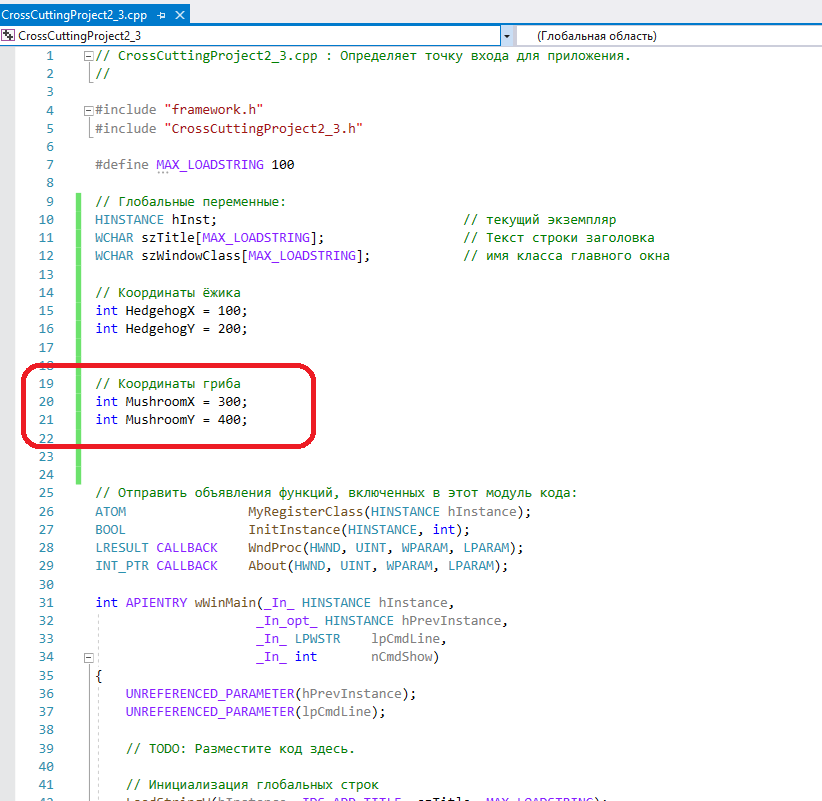 CrossCuttingProject2_3.cpp
CrossCuttingProject2_3
(Глобальная область)
1 // CrossCuttingProject2_3.cpp : Определяет точку входа для приложения.
2 //
3
4 #include "framework.h"
5 #include "CrossCuttingProject2_3.h"
6
7 #define MAX_LOADSTRING 100
8
9 // Глобальные переменные:
10 HINSTANCE hInst; // текущий экземпляр
11 WCHAR szTitle[MAX_LOADSTRING]; // Текст строки заголовка
12 WCHAR szWindowClass[MAX_LOADSTRING]; // имя класса главного окна
13
14 // Координаты ёжика
15 int HedgehogX = 100;
16 int HedgehogY = 200;
17
18
19 // Координаты гриба
20 int MushroomX = 300;
21 int MushroomY = 400;
22
23
24
25 // Отправить объявления функций, включенных в этот модуль кода:
26 ATOM MyRegisterClass(HINSTANCE hInstance);
27 BOOL InitInstance(HINSTANCE, int);
28 LRESULT CALLBACK WndProc(HWND, UINT, WPARAM, LPARAM);
29 INT_PTR CALLBACK About(HWND, UINT, WPARAM, LPARAM);
30
31 int APIENTRY wWinMain(_In_ HINSTANCE hInstance,
32 _In_opt_ HINSTANCE hPrevInstance,
33 _In_ LPWSTR lpCmdLine,
34 _In_ int nCmdShow)
35 {
36 UNREFERENCED_PARAMETER(hPrevInstance);
37 UNREFERENCED_PARAMETER(lpCmdLine);
38
39 // TODO: Разместите код здесь.
40
41 // Инициализация глобальных строк
42 LoadStringW(hInstance, IDS_APP_TITLE, szTitle, MAX_LOADSTRING);